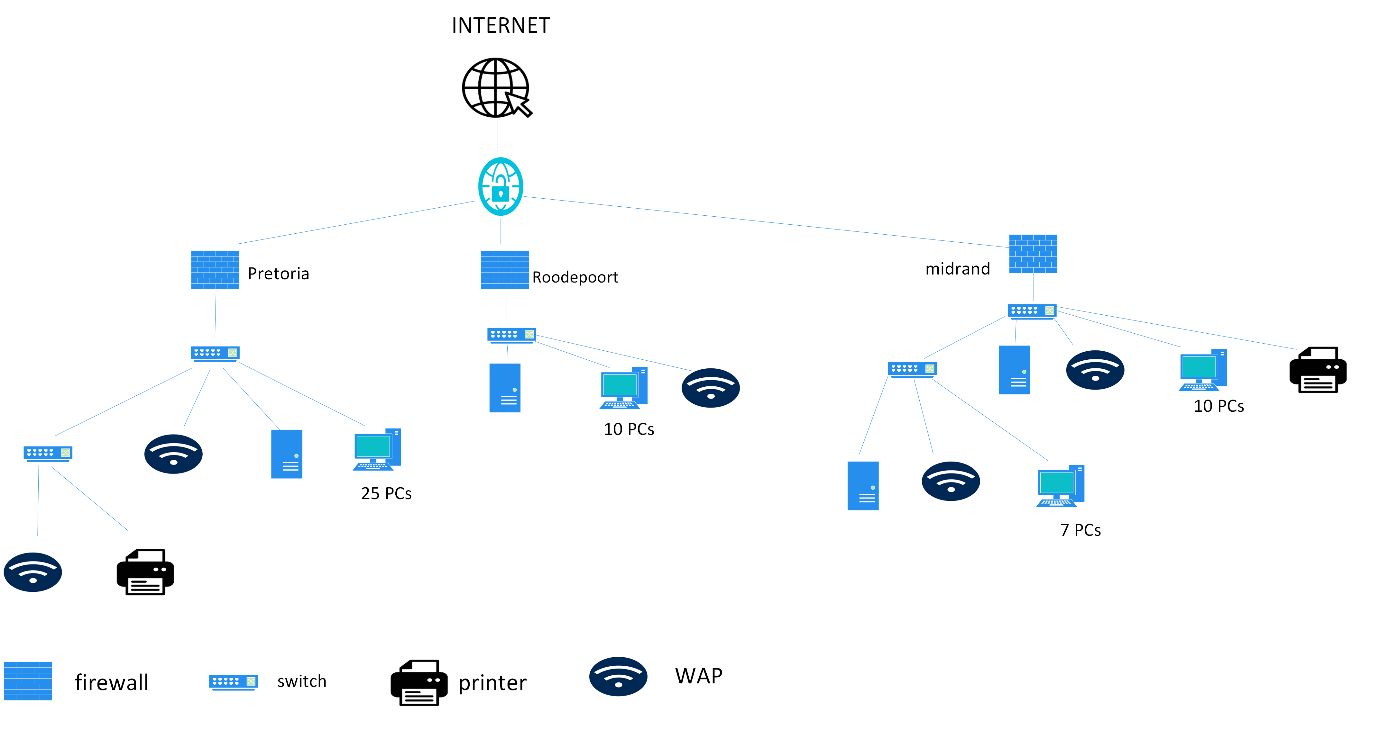 INTERNET
Pretoria
Roodepoort
midrand
10 PCs
10 PCs
25 PCs
7 PCs
firewall
switch
printer
WAP